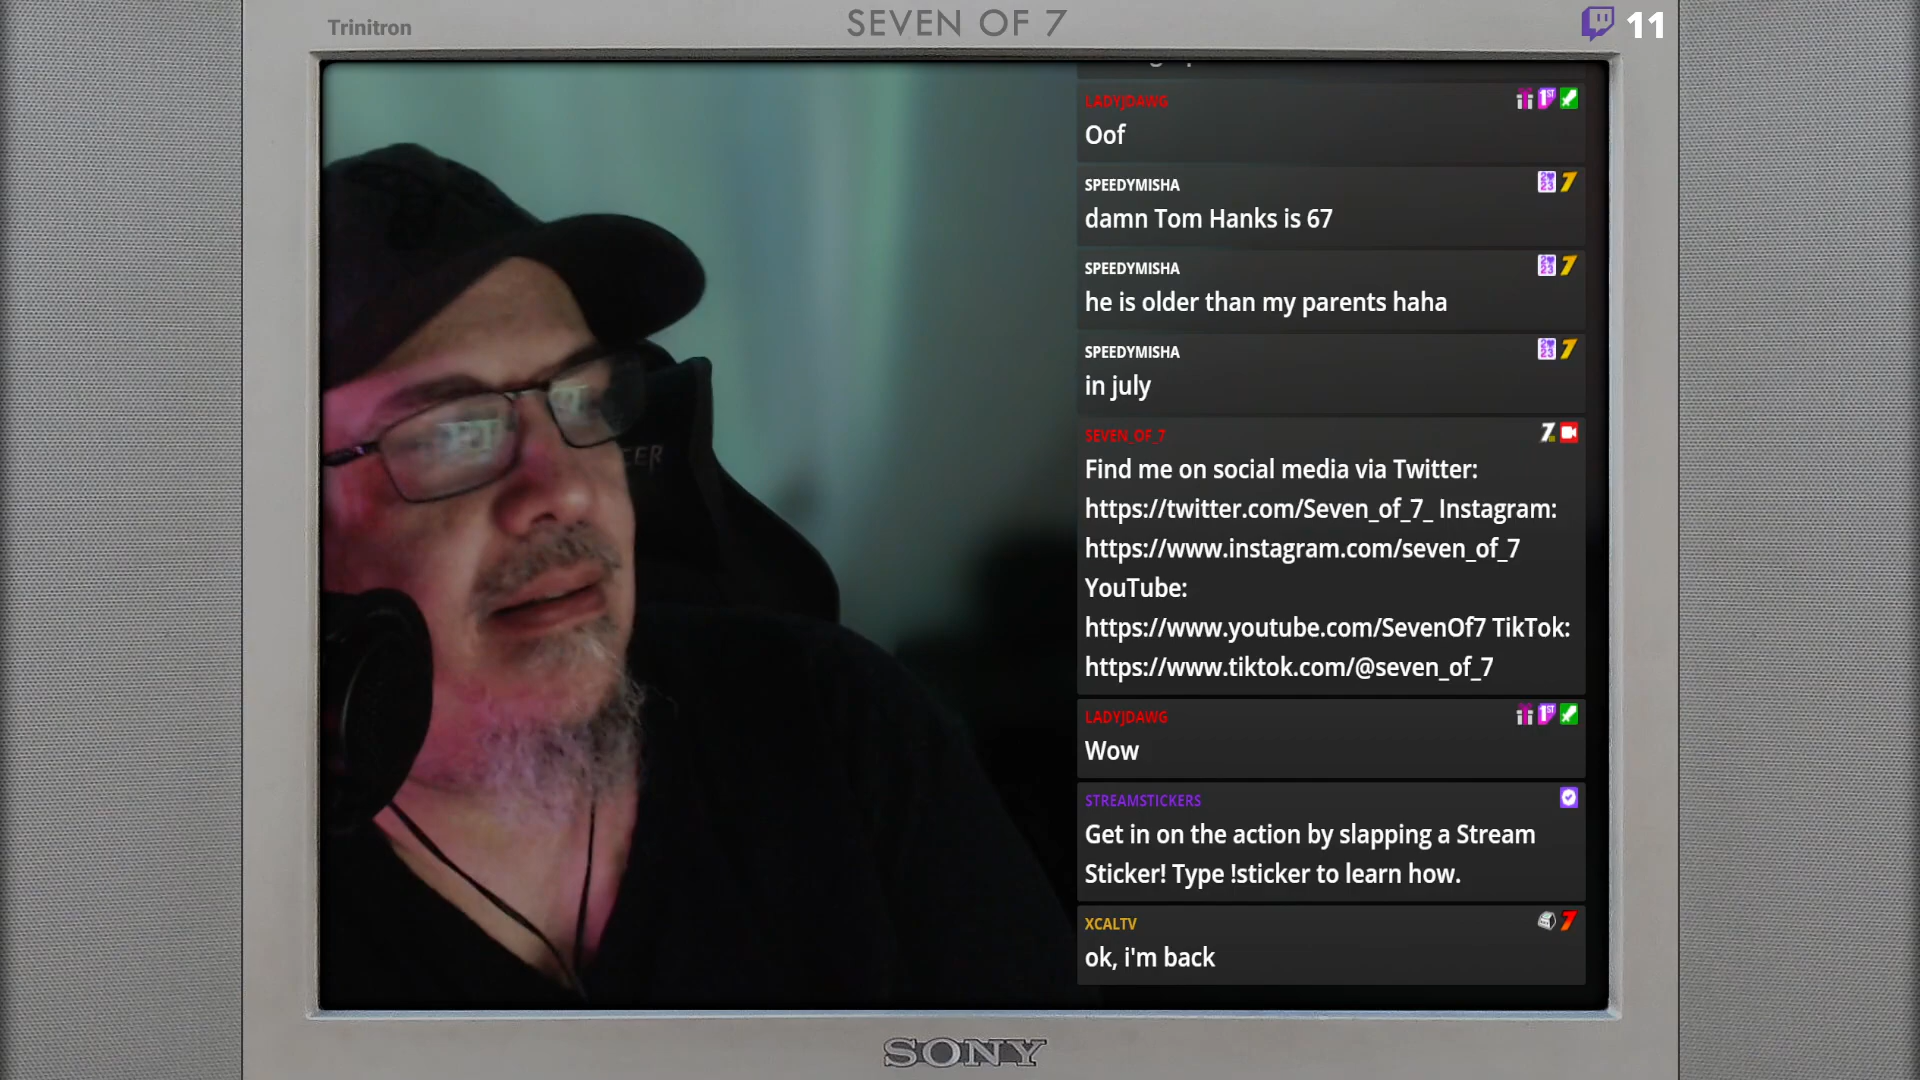 Trinitron
SEVEN OF 7
11
LADYJDAWG
Oof
SPEEDYMISHA
damn Tom Hanks is 67
SPEEDYMISHA
he is older than my parents haha
SPEEDYMISHA
in july
SEVEN_OF_7
Find me on social media via Twitter:
https://twitter.com/Seven_of_7_ Instagram:
https://www.instagram.com/seven_of_7
YouTube:
https://www.youtube.com/SevenOf7 TikTok:
https://www.tiktok.com/@seven_of_7
LADYJDAWG
Wow
STREAMSTICKERS
Get in on the action by slapping a Stream
Sticker! Type !sticker to learn how.
XCALTV
ok, i'm back
SONY